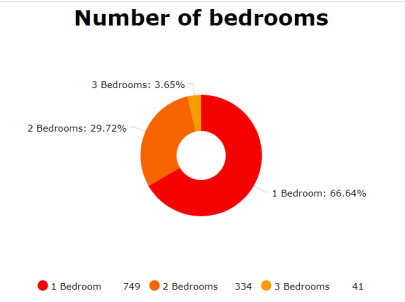 Number of bedrooms
3 Bedrooms: 3.65%
2 Bedrooms: 29.72%
1 Bedroom: 66.64%
1 Bedroom 749 2 Bedrooms 334 3 Bedrooms 41